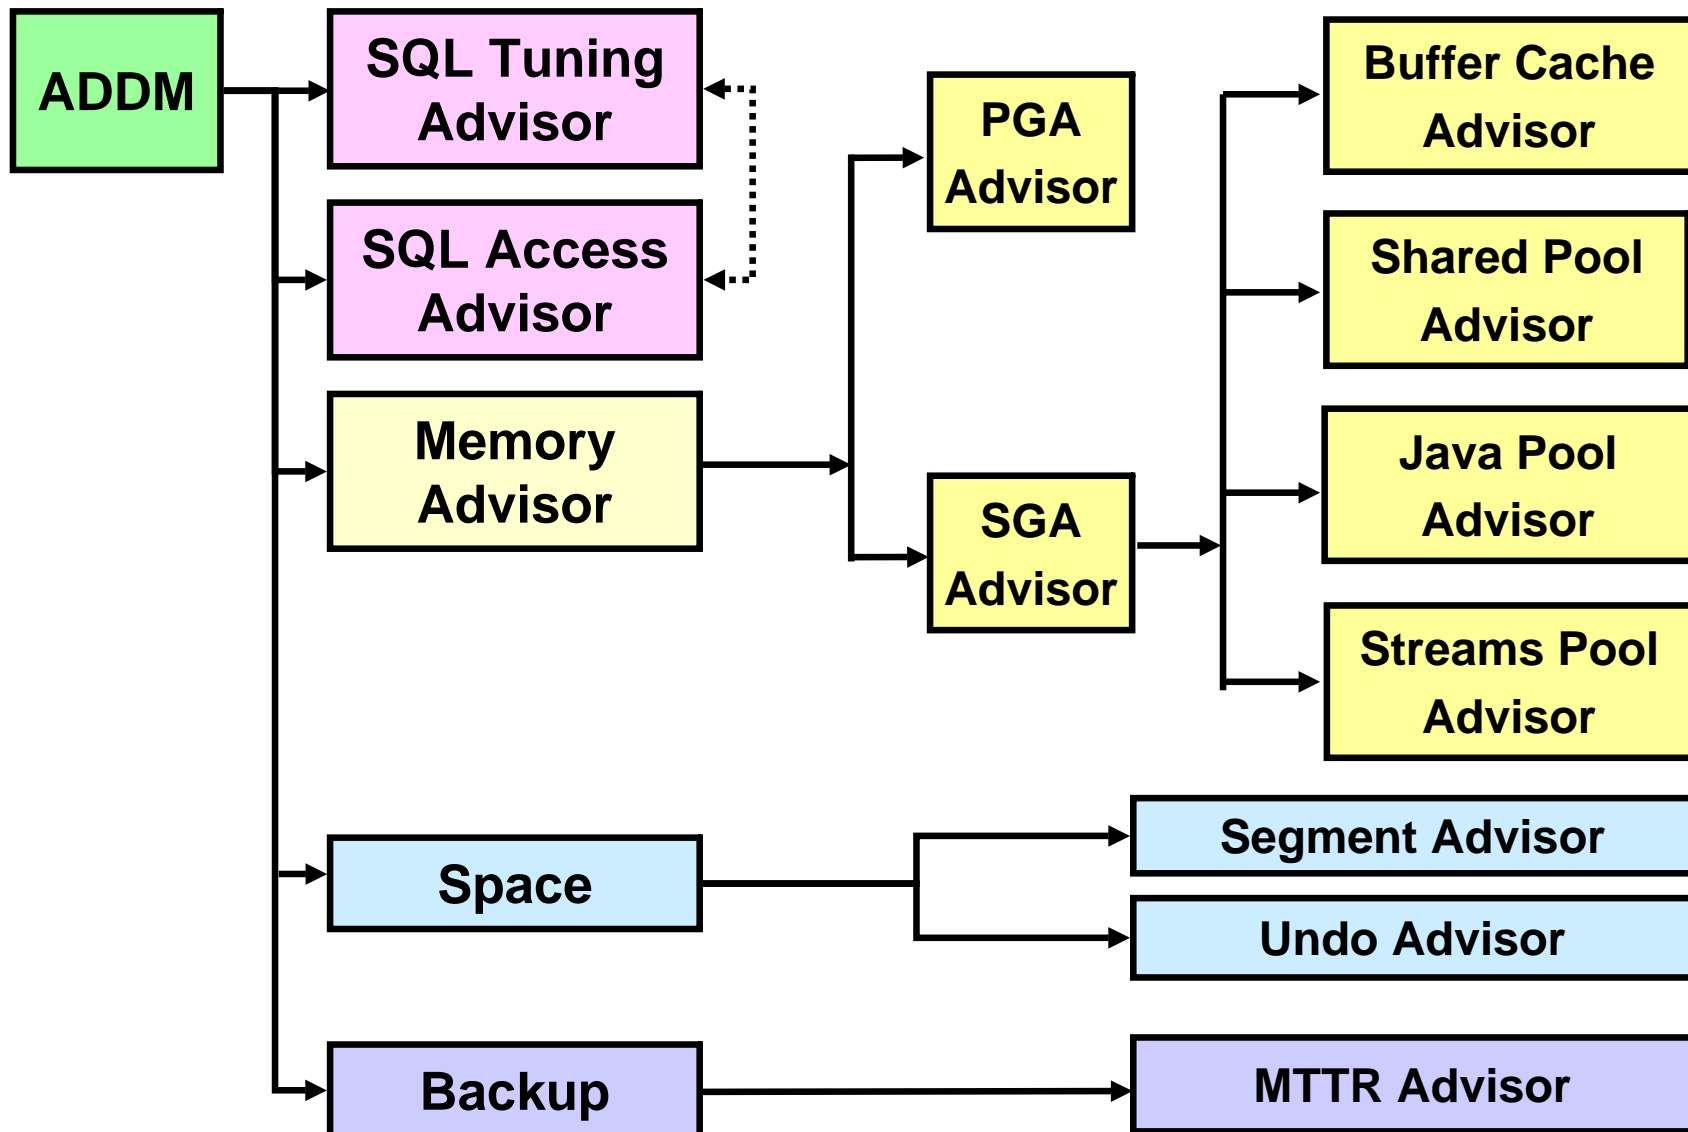 ADDM
SQL Tuning
Advisor
SQL Access
Advisor
Memory
Advisor
Space
Backup
PGA
Advisor
SGA
Advisor
Buffer Cache
Advisor
Shared Pool
Advisor
Java Pool
Advisor
Streams Pool
Advisor
Segment Advisor
Undo Advisor
MTTR Advisor